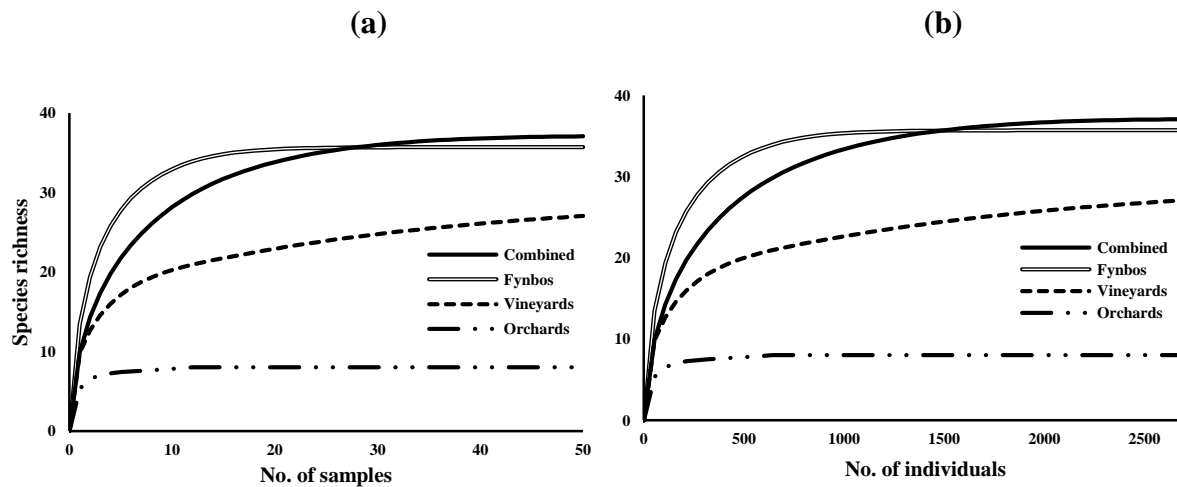 (a)
40
30
20
10
0
Species richness
Combined
Fynbos
Vineyards
Orchards
0 10 20 30 40 50
No. of samples
(b)
40
30
20
10
0
Combined
Fynbos
Vineyards
Orchards
0 500 1000 1500 2000 2500
No. of individuals